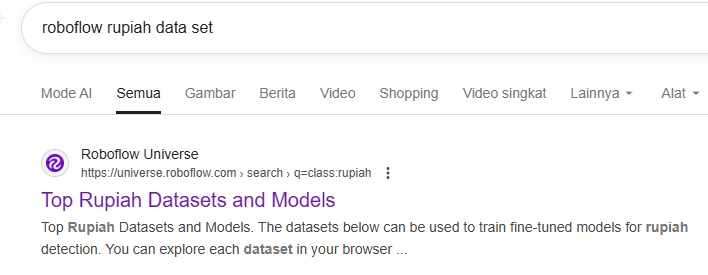 roboflow rupiah data set
Mode AI Semua Gambar Berita Video Shopping Video singkat Lainnya Alat
Roboflow Universe
https://universe.roboflow.com › search › q=class:rupiah
Top Rupiah Datasets and Models
Top Rupiah Datasets and Models. The datasets below can be used to train fine-tuned models for rupiah
detection. You can explore each dataset in your browser ...